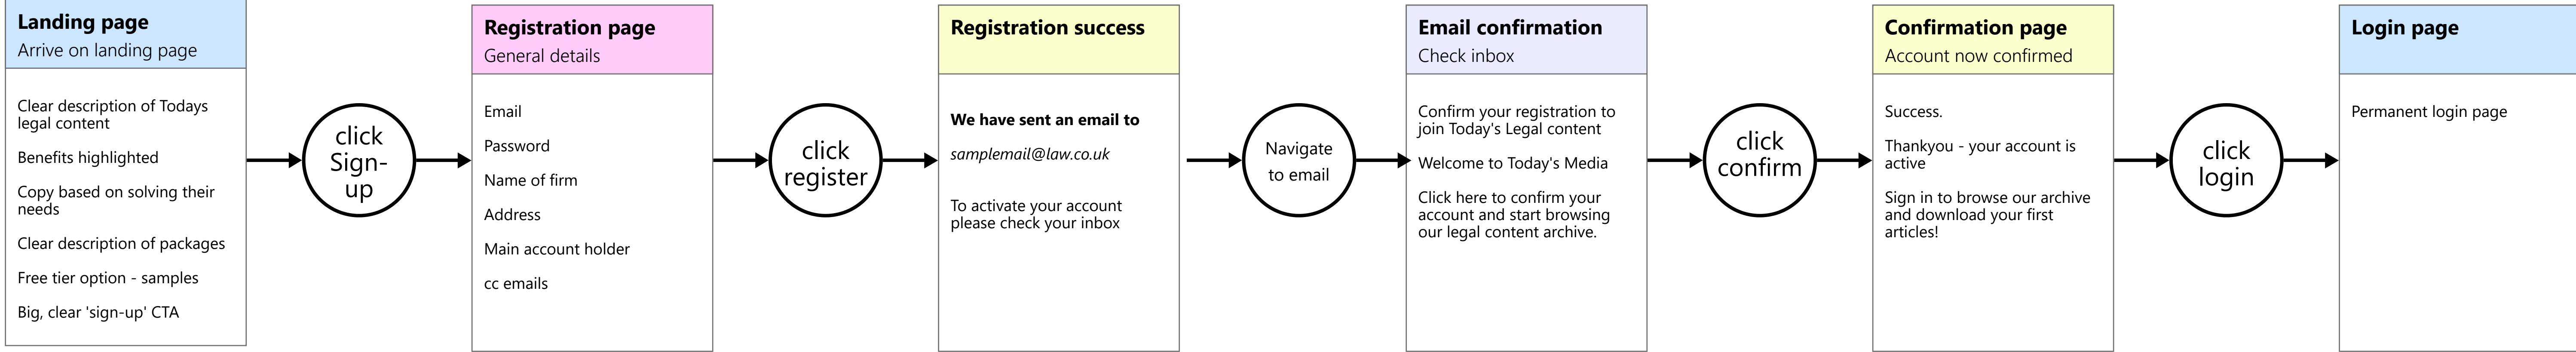 Landing page
Arrive on landing page
Clear description of Todays
legal content
Benefits highlighted
Copy based on solving their
needs
Clear description of packages
Free tier option - samples
Big, clear 'sign-up' CTA
click
Sign-
up
Registration page
General details
Email
Password
Name of firm
Address
Main account holder
cc emails
click
register
Registration success
We have sent an email to
samplemail@law.co.uk
To activate your account
please check your inbox
Navigate
to email
Email confirmation
Check inbox
Confirm your registration to
join Today's Legal content
Welcome to Today's Media
Click here to confirm your
account and start browsing
our legal content archive.
click
confirm
Confirmation page
Account now confirmed
Success.
Thankyou - your account is
active
Sign in to browse our archive
and download your first
articles!
click
login
Login page
Permanent login page